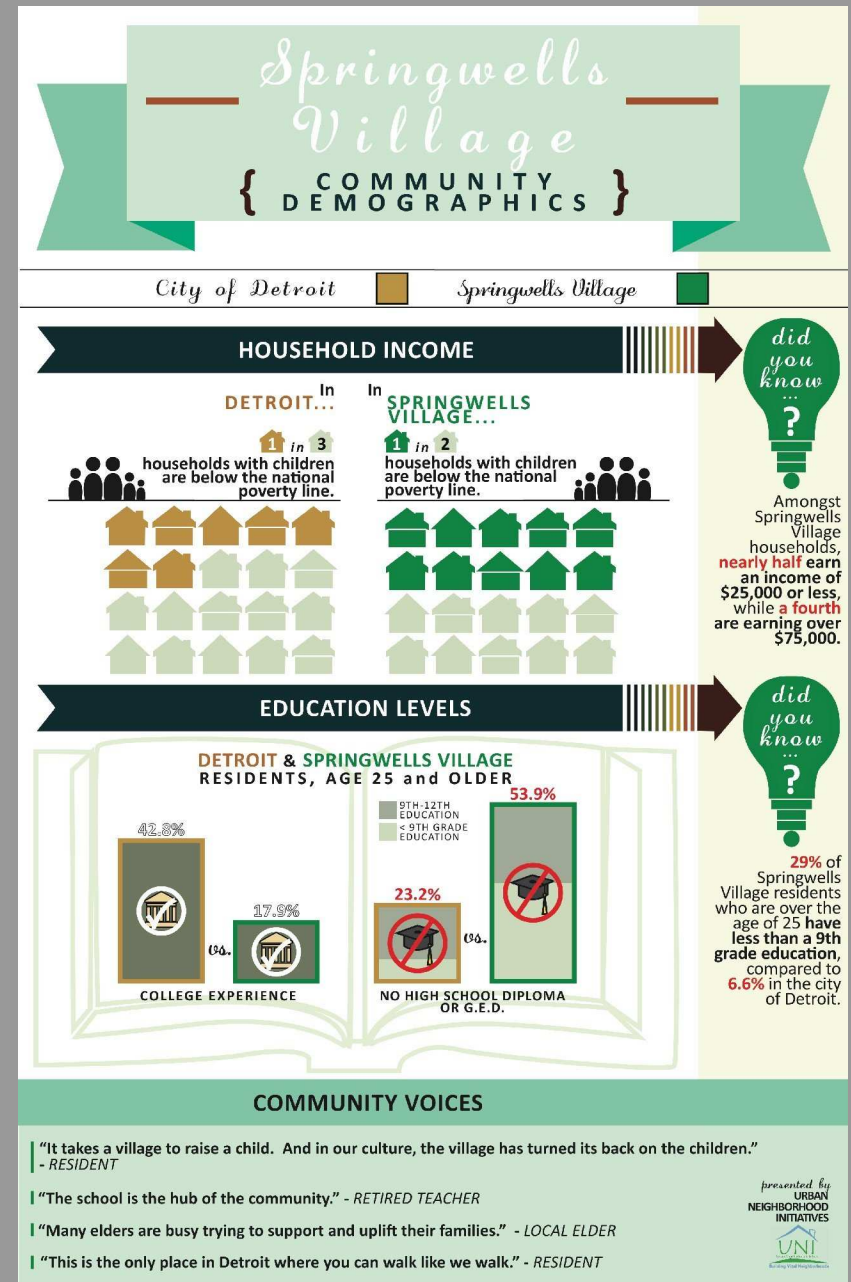 Springwells
Village
{ COMMUNITY
DEMOGRAPHICS }
City of Detroit
Springwells Village
HOUSEHOLD INCOME
In
DETROIT...
1 in 3
households with children
are below the national
poverty line.
In
SPRINGWELLS
VILLAGE...
1 in 2
households with children
are below the national
poverty line.
did
you
know
...
?
Amongst
Springwells
Village
households,
nearly half earn
an income of
$25,000 or less,
while a fourth
are earning over
$75,000.
EDUCATION LEVELS
DETROIT & SPRINGWELLS VILLAGE
RESIDENTS, AGE 25 and OLDER
9TH-12TH
EDUCATION
< 9TH GRADE
EDUCATION
42.8%
vs.
17.9%
COLLEGE EXPERIENCE
23.2%
vs.
53.9%
NO HIGH SCHOOL DIPLOMA
OR G.E.D.
did
you
know
...
?
29% of
Springwells
Village residents
who are over the
age of 25 have
less than a 9th
grade education,
compared to
6.6% in the city
of Detroit.
COMMUNITY VOICES
"It takes a village to raise a child.  And in our culture, the village has turned its back on the children."
- RESIDENT
"The school is the hub of the community." - RETIRED TEACHER
"Many elders are busy trying to support and uplift their families."  - LOCAL ELDER
"This is the only place in Detroit where you can walk like we walk." - RESIDENT
presented by
URBAN
NEIGHBORHOOD
INITIATIVES
UNI
Building Vital Neighborhoods